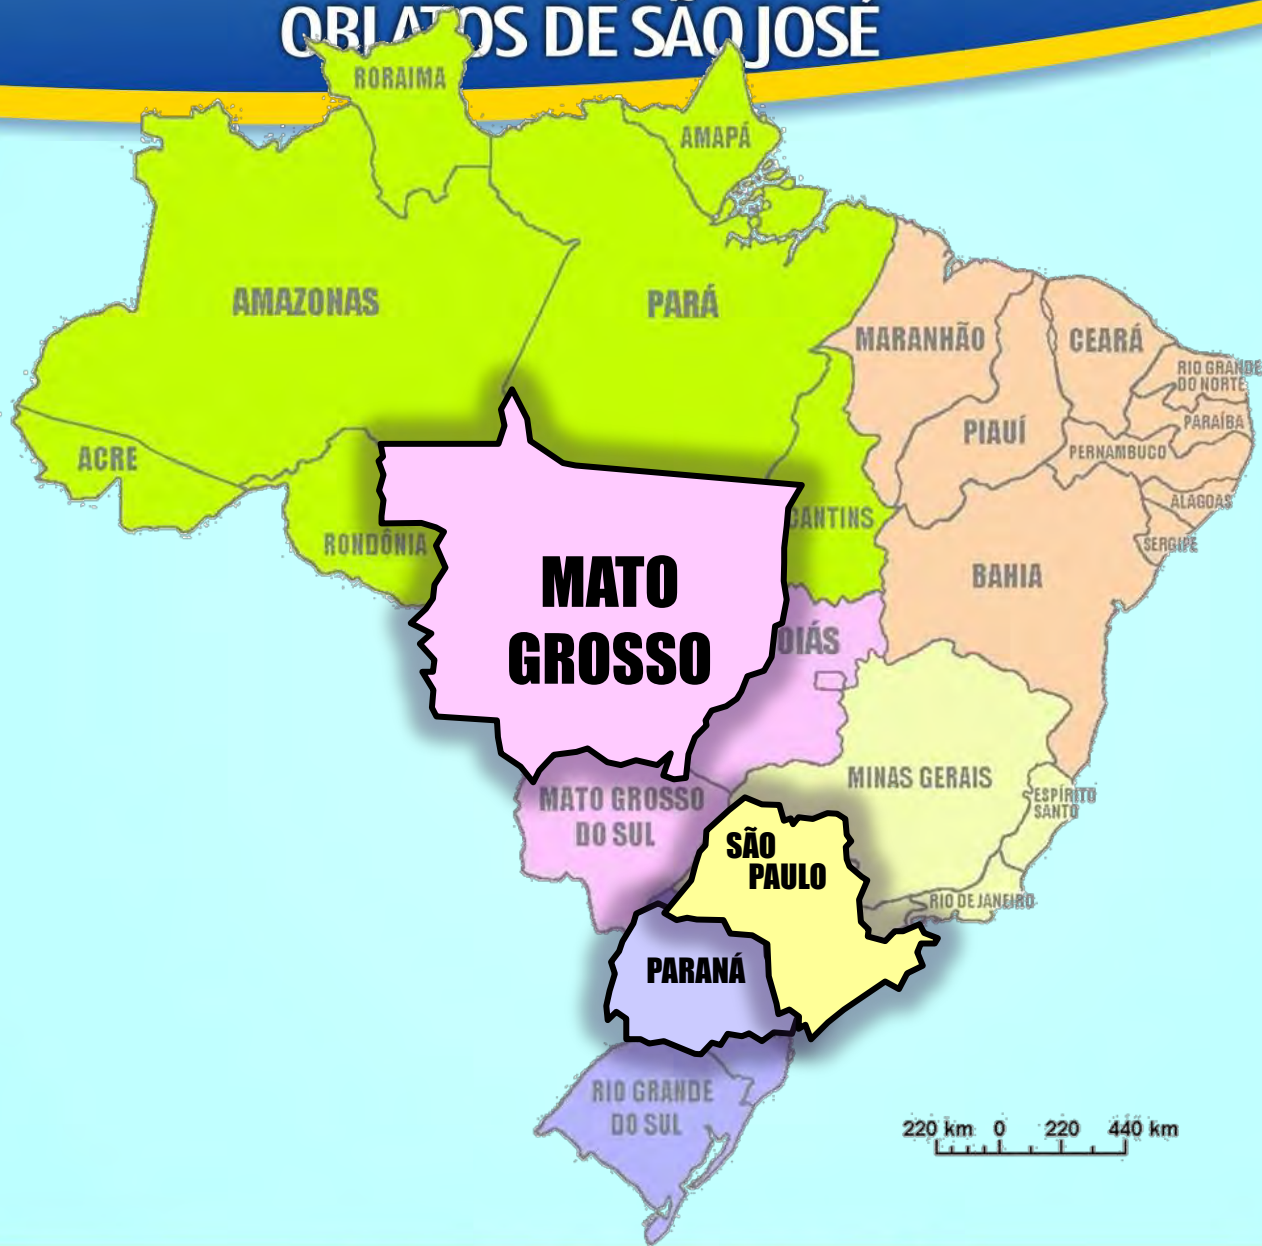 OBLATOS DE SÃO JOSÉ
RORAIMA
AMAPÁ
AMAZONAS
PARÁ
MARANHÃO
CEARÁ
RIO GRANDE
DO NORTE
PARAÍBA
PIAUÍ
PERNAMBUCO
ACRE
ALAGOAS
CANTINS
RONDÔNIA
SERGIPE
BAHIA
MATO
GROSSO
OIÁS
MINAS GERAIS
ESPÍRITO
SANTO
MATO GROSSO
DO SUL
SÃO
PAULO
RIO DE JANEIRO
PARANÁ
RIO GRANDE
DO SUL
220 km 0 220 440 km